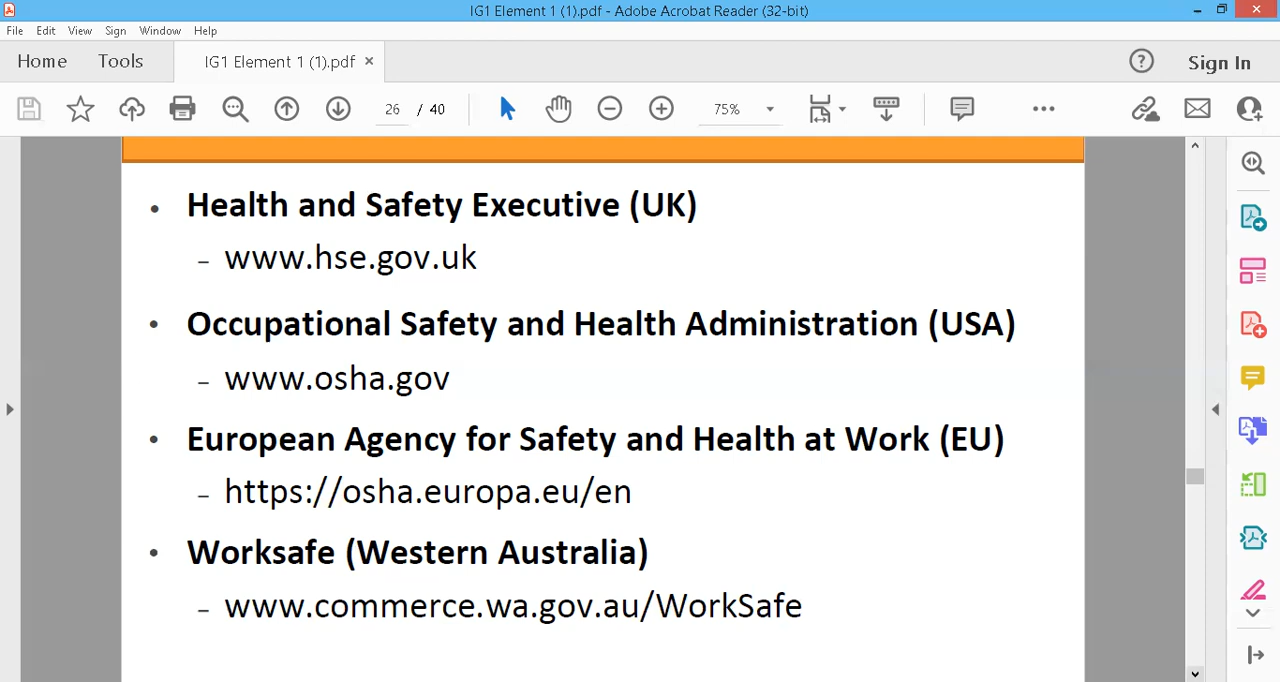 IG1 Element 1 (1).pdf - Adobe Acrobat Reader (32-bit)
File Edit View Sign Window Help
Home Tools IG1 Element 1 (1).pdf × Sign In
26 / 40 75%
• Health and Safety Executive (UK)
– www.hse.gov.uk
• Occupational Safety and Health Administration (USA)
– www.osha.gov
• European Agency for Safety and Health at Work (EU)
– https://osha.europa.eu/en
• Worksafe (Western Australia)
– www.commerce.wa.gov.au/WorkSafe